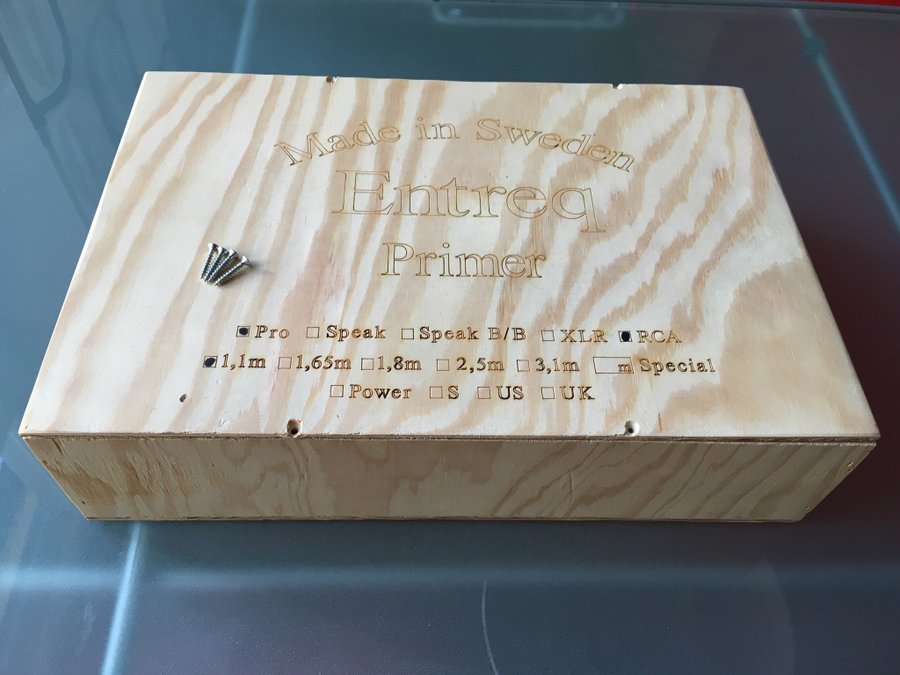 Made in Sweden
Entreq
Primer
■Pro □Speak □Speak B/B □XLR ■RCA
■1,1m □1,65m □1,8m □2,5m □3,1m □m Special
□Power □S □US □UK